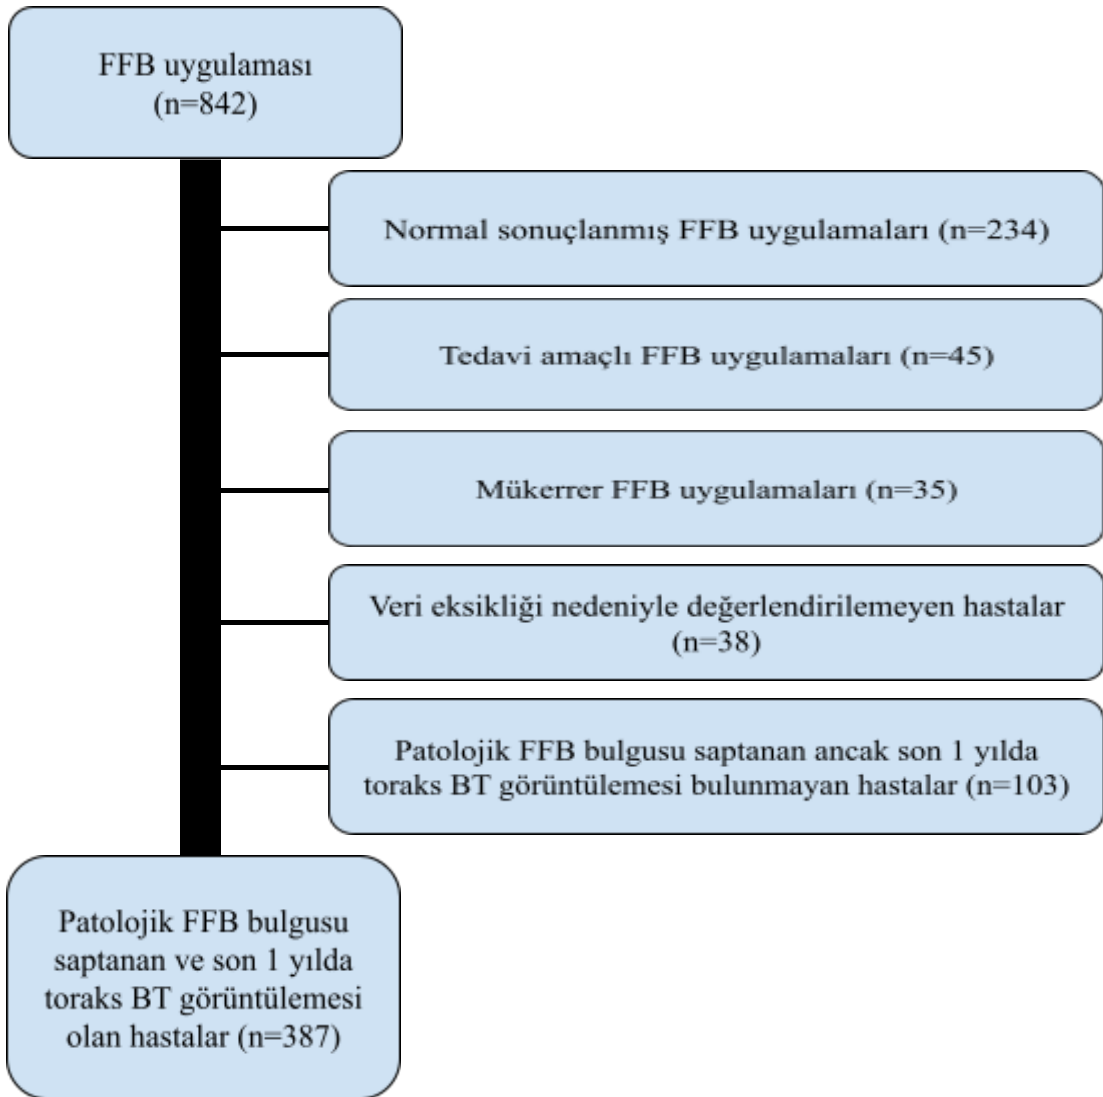 FFB uygulaması
(n=842)
Normal sonuçlanmış FFB uygulamaları (n=234)
Tedavi amaçlı FFB uygulamaları (n=45)
Mükerrer FFB uygulamaları (n=35)
Veri eksikliği nedeniyle değerlendirilemeyen hastalar
(n=38)
Patolojik FFB bulgusu saptanan ancak son 1 yılda
toraks BT görüntülemesi bulunmayan hastalar (n=103)
Patolojik FFB bulgusu
saptanan ve son 1 yılda
toraks BT görüntülemesi
olan hastalar (n=387)